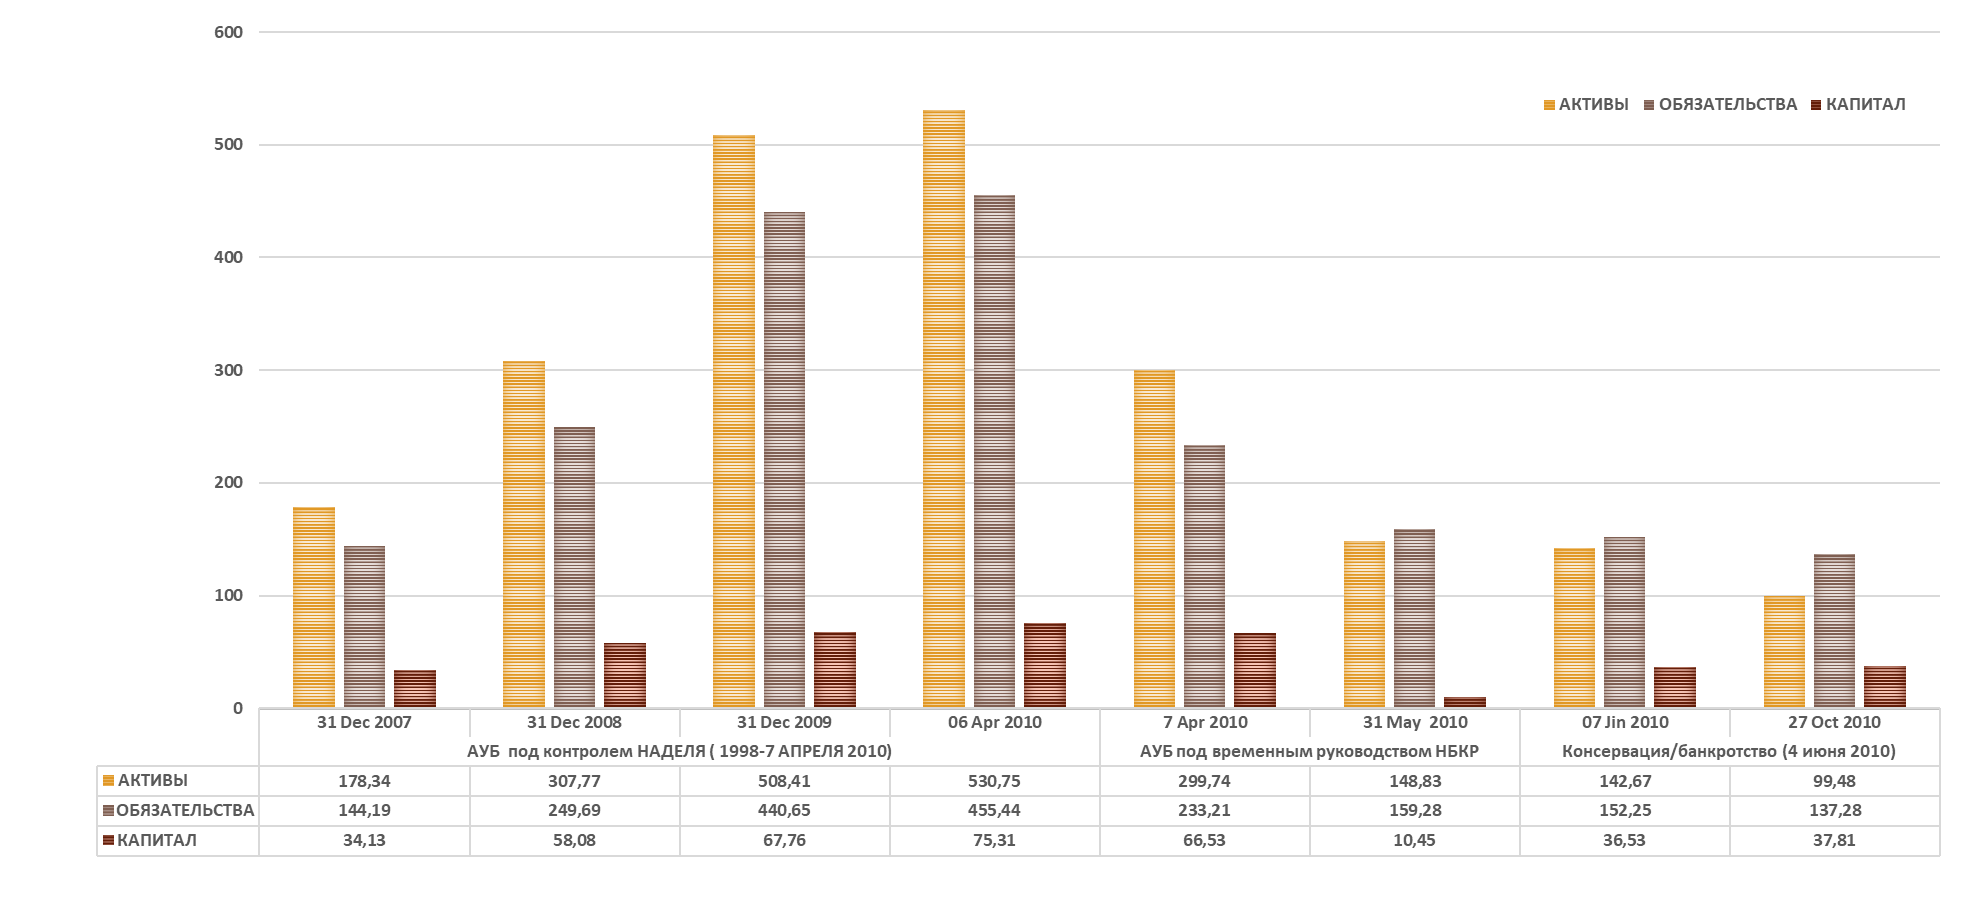 600
АКТИВЫ ОБЯЗАТЕЛЬСТВА КАПИТАЛ
500
400
300
200
100
0
31 Dec 2007 31 Dec 2008 31 Dec 2009 06 Apr 2010 7 Apr 2010 31 May 2010 07 Jin 2010 27 Oct 2010
АУБ под контролем НАДЕЛЯ ( 1998-7 АПРЕЛЯ 2010) АУБ под временным руководством НБКР Консервация/банкротство (4 июня 2010)
АКТИВЫ 178,34 307,77 508,41 530,75 299,74 148,83 142,67 99,48
ОБЯЗАТЕЛЬСТВА 144,19 249,69 440,65 455,44 233,21 159,28 152,25 137,28
КАПИТАЛ 34,13 58,08 67,76 75,31 66,53 10,45 36,53 37,81